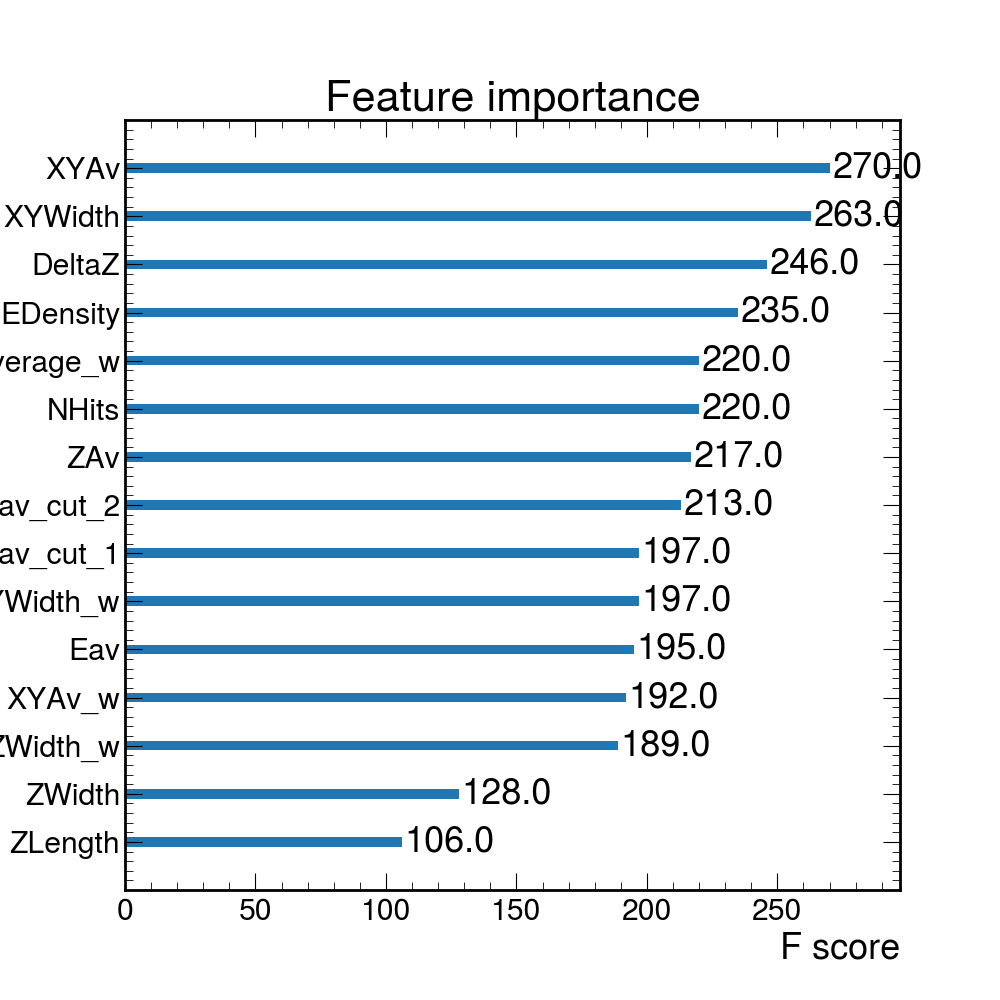 Feature importance
XYAv 270.0
XYWidth 263.0
DeltaZ 246.0
EDensity 235.0
verage_w 220.0
NHits 220.0
ZAv 217.0
av_cut_2 213.0
av_cut_1 197.0
YWidth_w 197.0
Eav 195.0
XYAv_w 192.0
ZWidth_w 189.0
ZWidth 128.0
ZLength 106.0
0 50 100 150 200 250
F score